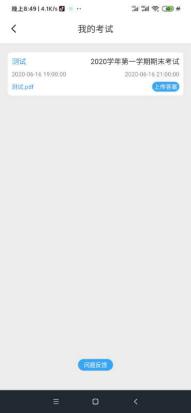 晚上8:49 | 4.1K/s
我的考试
测试 2020学年第一学期期末考试
2020-06-16 19:00:00 2020-06-16 21:00:00
测试.pdf 上传答案
问题反馈